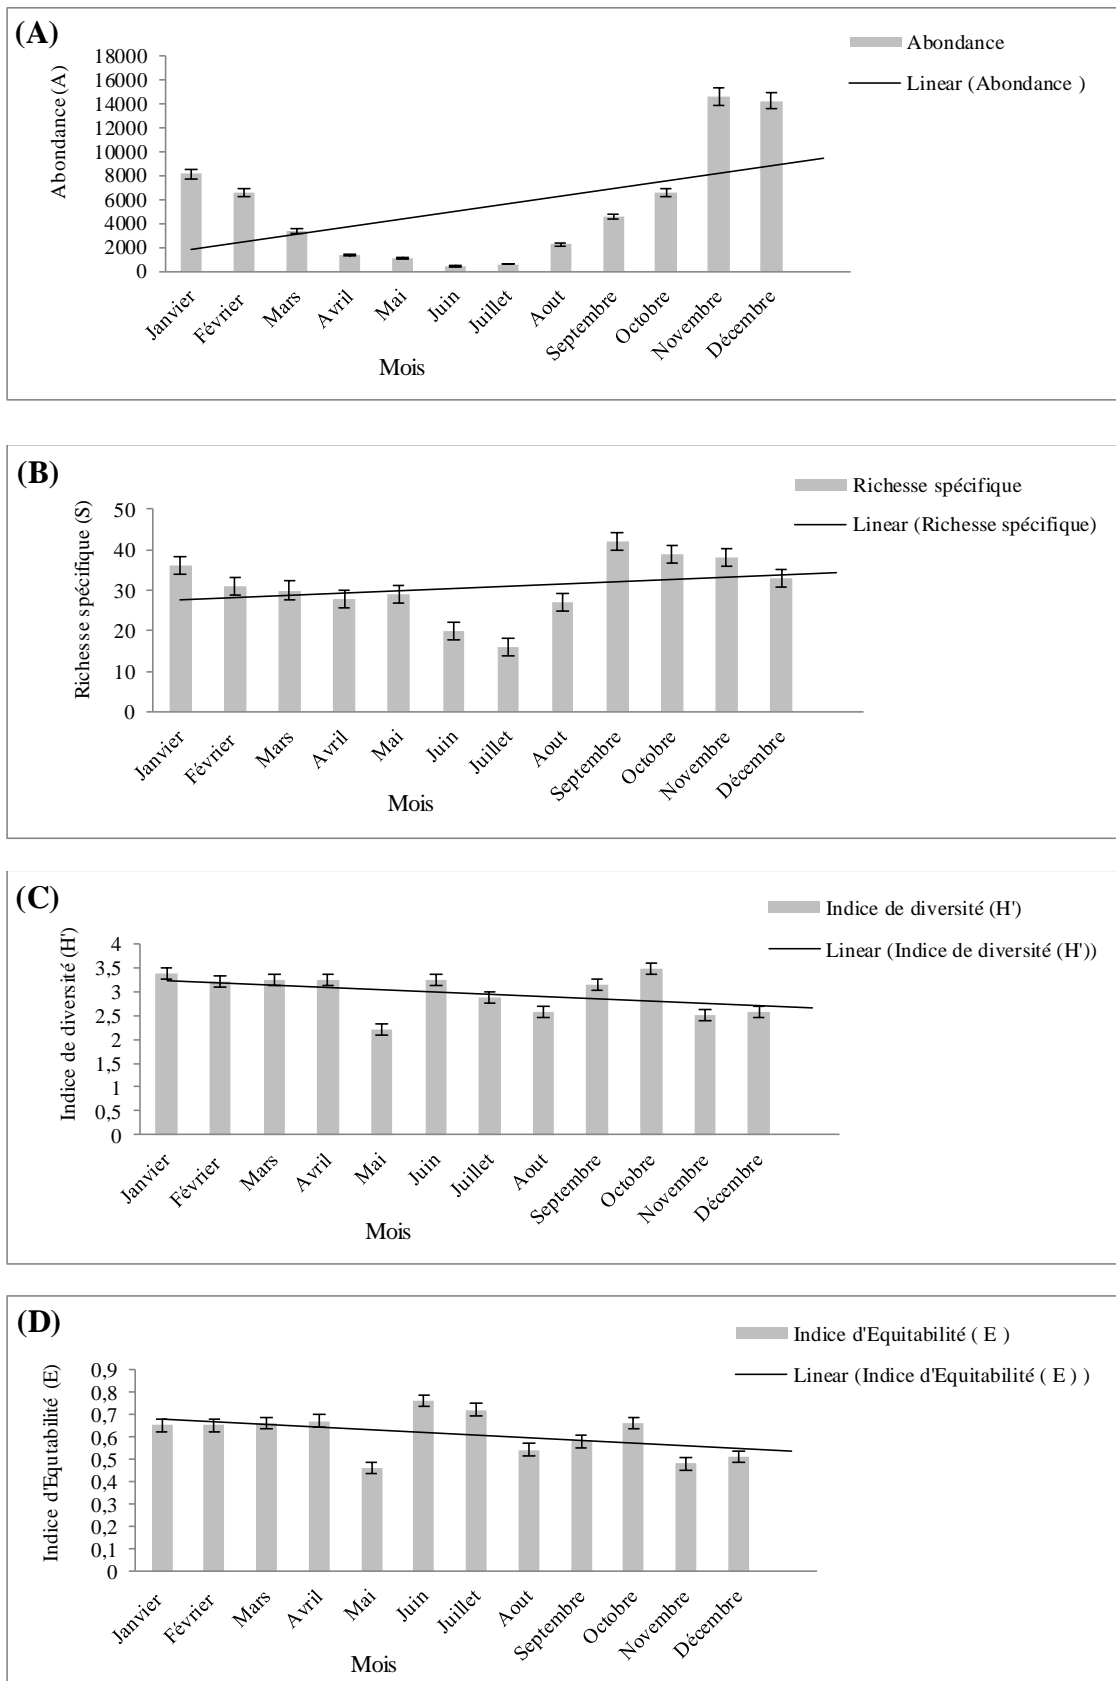 (A)
Abondance
Linear (Abondance )
Abondance (A)
18000
16000
14000
12000
10000
8000
6000
4000
2000
0
Janvier
Février
Mars
Avril
Mai
Juin
Juillet
Aout
Septembre
Octobre
Novembre
Décembre
Mois
(B)
Richesse spécifique
Linear (Richesse spécifique)
Richesse spécifique (S)
50
40
30
20
10
0
Janvier
Février
Mars
Avril
Mai
Juin
Juillet
Aout
Septembre
Octobre
Novembre
Décembre
Mois
(C)
Indice de diversité (H')
Linear (Indice de diversité (H'))
Indice de diversité (H')
4
3,5
3
2,5
2
1,5
1
0,5
0
Janvier
Février
Mars
Avril
Mai
Juin
Juillet
Aout
Septembre
Octobre
Novembre
Décembre
Mois
(D)
Indice d'Equitabilité ( E )
Linear (Indice d'Equitabilité ( E ) )
Indice d'Equtabilité (E)
0,9
0,8
0,7
0,6
0,5
0,4
0,3
0,2
0,1
0
Janvier
Février
Mars
Avril
Mai
Juin
Juillet
Aout
Septembre
Octobre
Novembre
Décembre
Mois